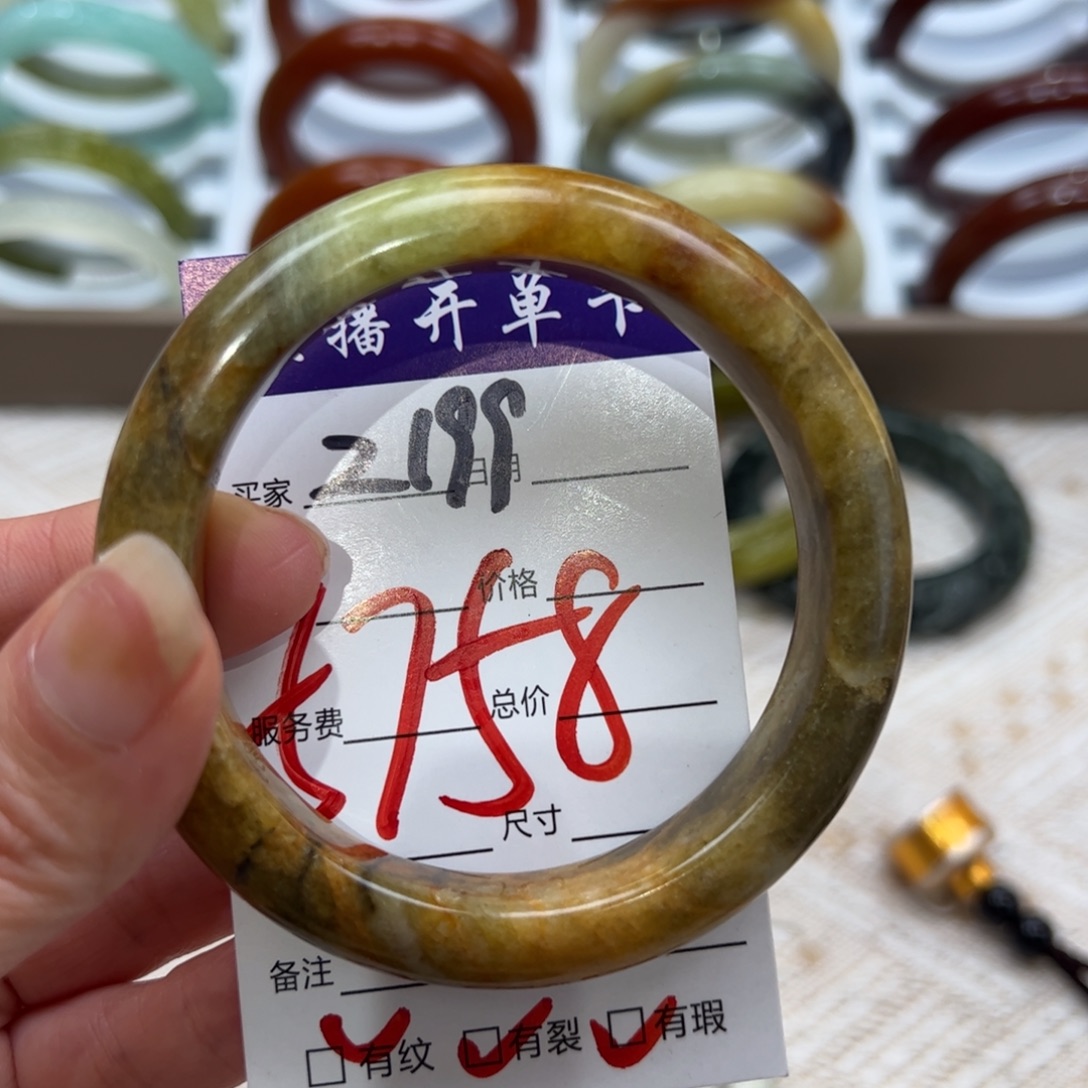 播开单卡
2199
买家 日期
价格
758
服务费 总价
尺寸
备注
有纹 有裂 有瑕